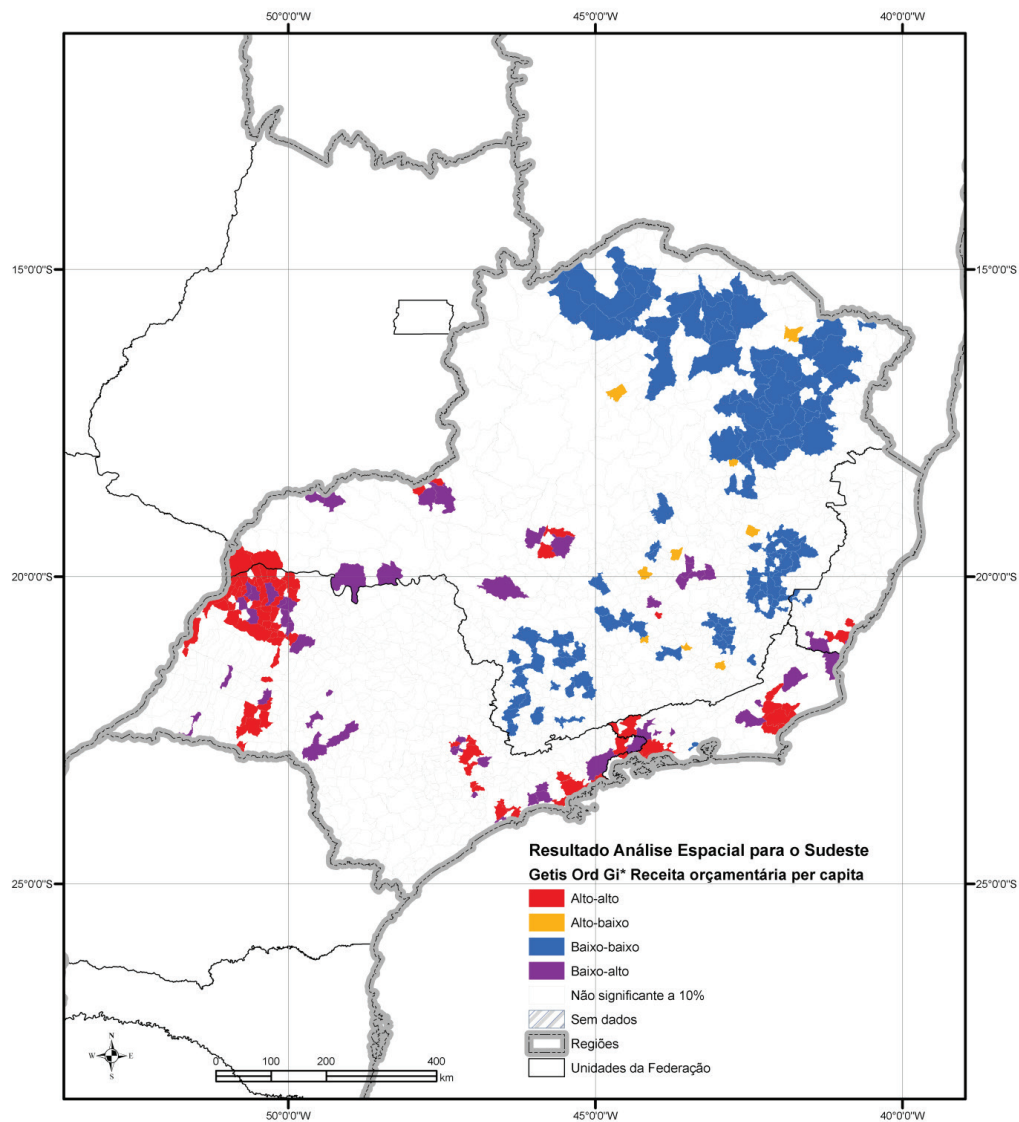 50°0'0"W 45°0'0"W 40°0'0"W
15°0'0"S 15°0'0"S
20°0'0"S 20°0'0"S
25°0'0"S 25°0'0"S
Resultado Análise Espacial para o Sudeste
Getis Ord Gi* Receita orçamentária per capita
Alto-alto
Alto-baixo
Baixo-baixo
Baixo-alto
Não significante a 10%
Sem dados
Regiões
Unidades da Federação
N
W E
S
0 100 200 400
km
50°0'0"W 45°0'0"W 40°0'0"W